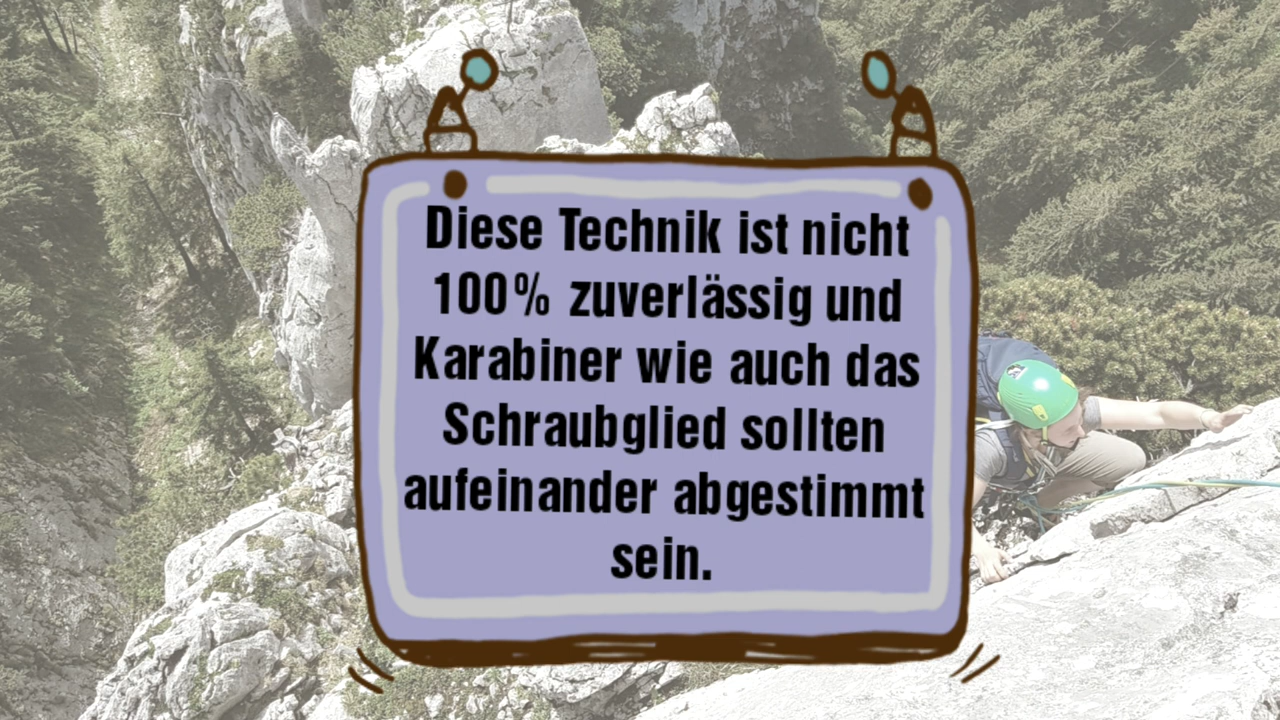 Diese Technik ist nicht
100% zuverlässig und
Karabiner wie auch das
Schraubglied sollten
aufeinander abgestimmt
sein.